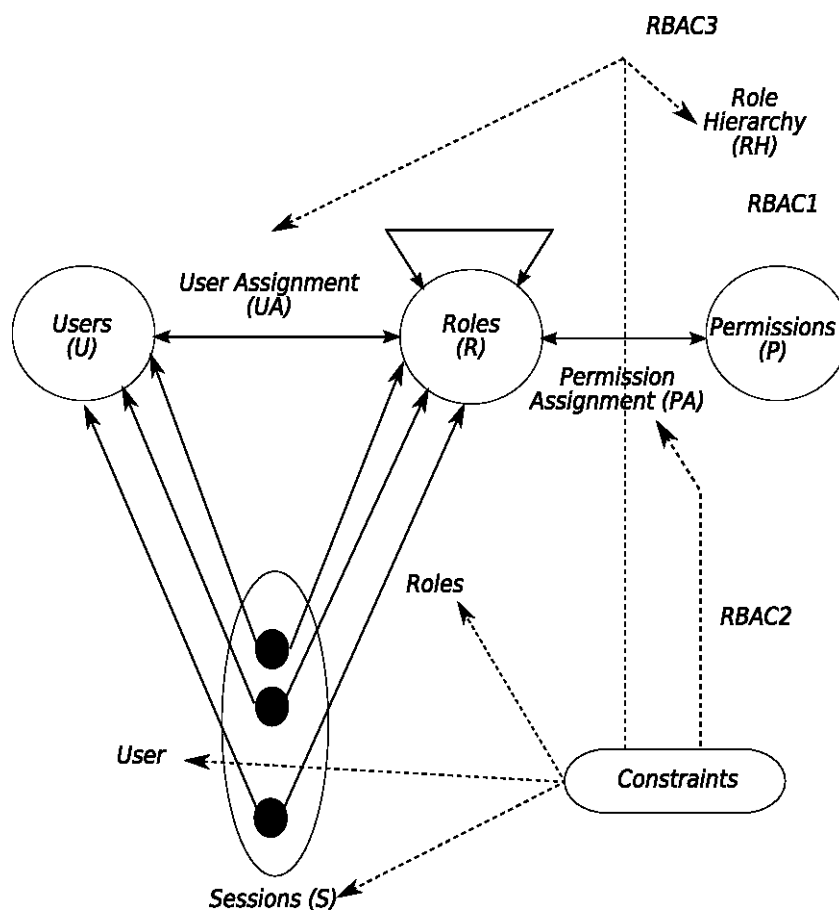 RBAC3
Role
Hierarchy
(RH)
RBAC1
User Assignment
(UA)
Users
(U)
Roles
(R)
Permissions
(P)
Permission
Assignment (PA)
Roles
RBAC2
User
Constraints
Sessions (S)